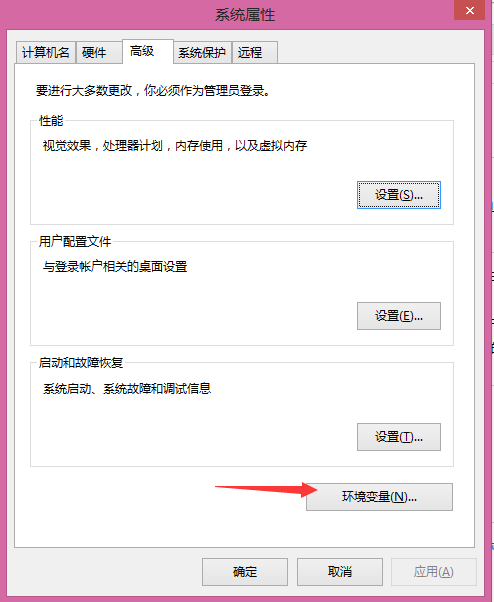 系统属性
计算机名 硬件 高级 系统保护 远程
要进行大多数更改，你必须作为管理员登录。
性能
视觉效果，处理器计划，内存使用，以及虚拟内存
设置(S)...
用户配置文件
与登录帐户相关的桌面设置
设置(E)...
启动和故障恢复
系统启动、系统故障和调试信息
设置(T)...
环境变量(N)...
确定 取消 应用(A)